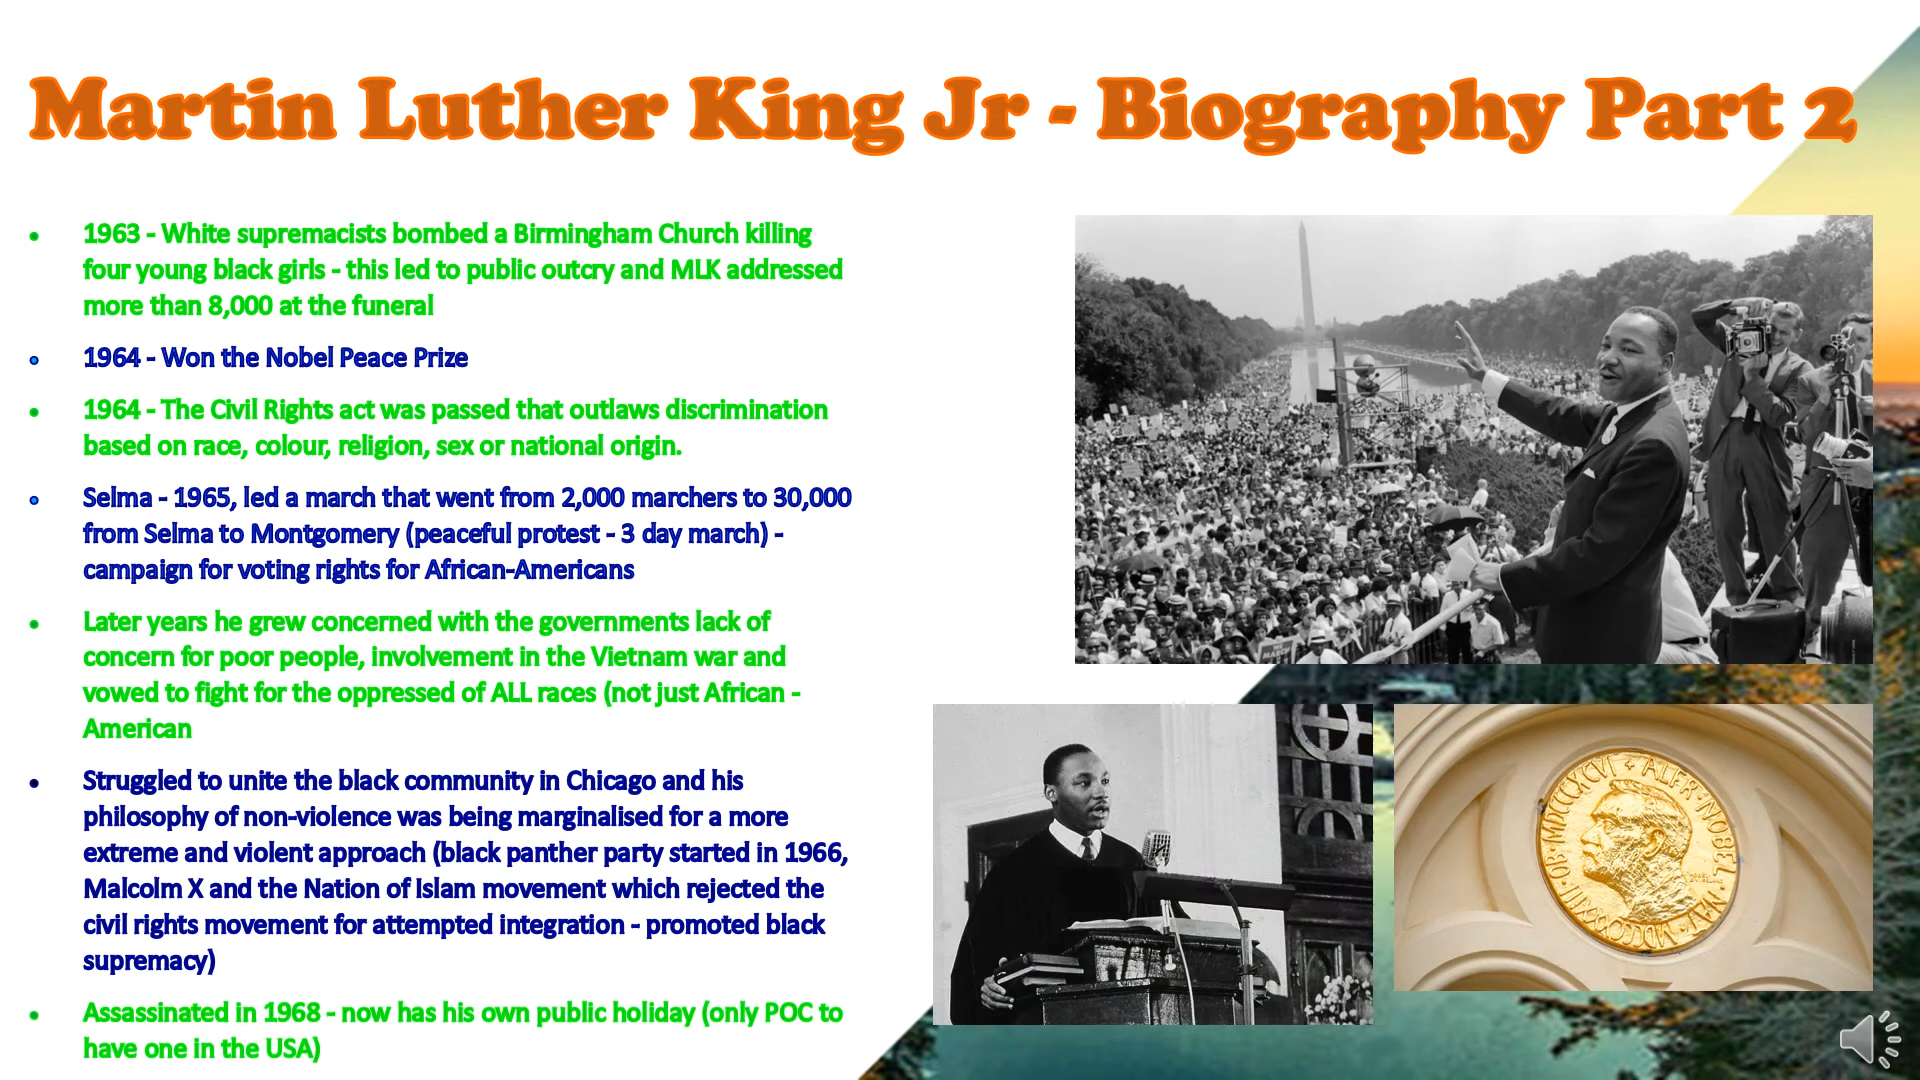 Martin Luther King Jr - Biography Part 2
1963 - White supremacists bombed a Birmingham Church killing
four young black girls - this led to public outcry and MLK addressed
more than 8,000 at the funeral
1964 - Won the Nobel Peace Prize
1964 - The Civil Rights act was passed that outlaws discrimination
based on race, colour, religion, sex or national origin.
Selma - 1965, led a march that went from 2,000 marchers to 30,000
from Selma to Montgomery (peaceful protest - 3 day march) -
campaign for voting rights for African-Americans
Later years he grew concerned with the governments lack of
concern for poor people, involvement in the Vietnam war and
vowed to fight for the oppressed of ALL races (not just African -
American
Struggled to unite the black community in Chicago and his
philosophy of non-violence was being marginalised for a more
extreme and violent approach (black panther party started in 1966,
Malcolm X and the Nation of Islam movement which rejected the
civil rights movement for attempted integration - promoted black
supremacy)
Assassinated in 1968 - now has his own public holiday (only POC to
have one in the USA)
ALFR· NOBEL
NAT
MDCCCXXXIII OB· MDCCCXCVI